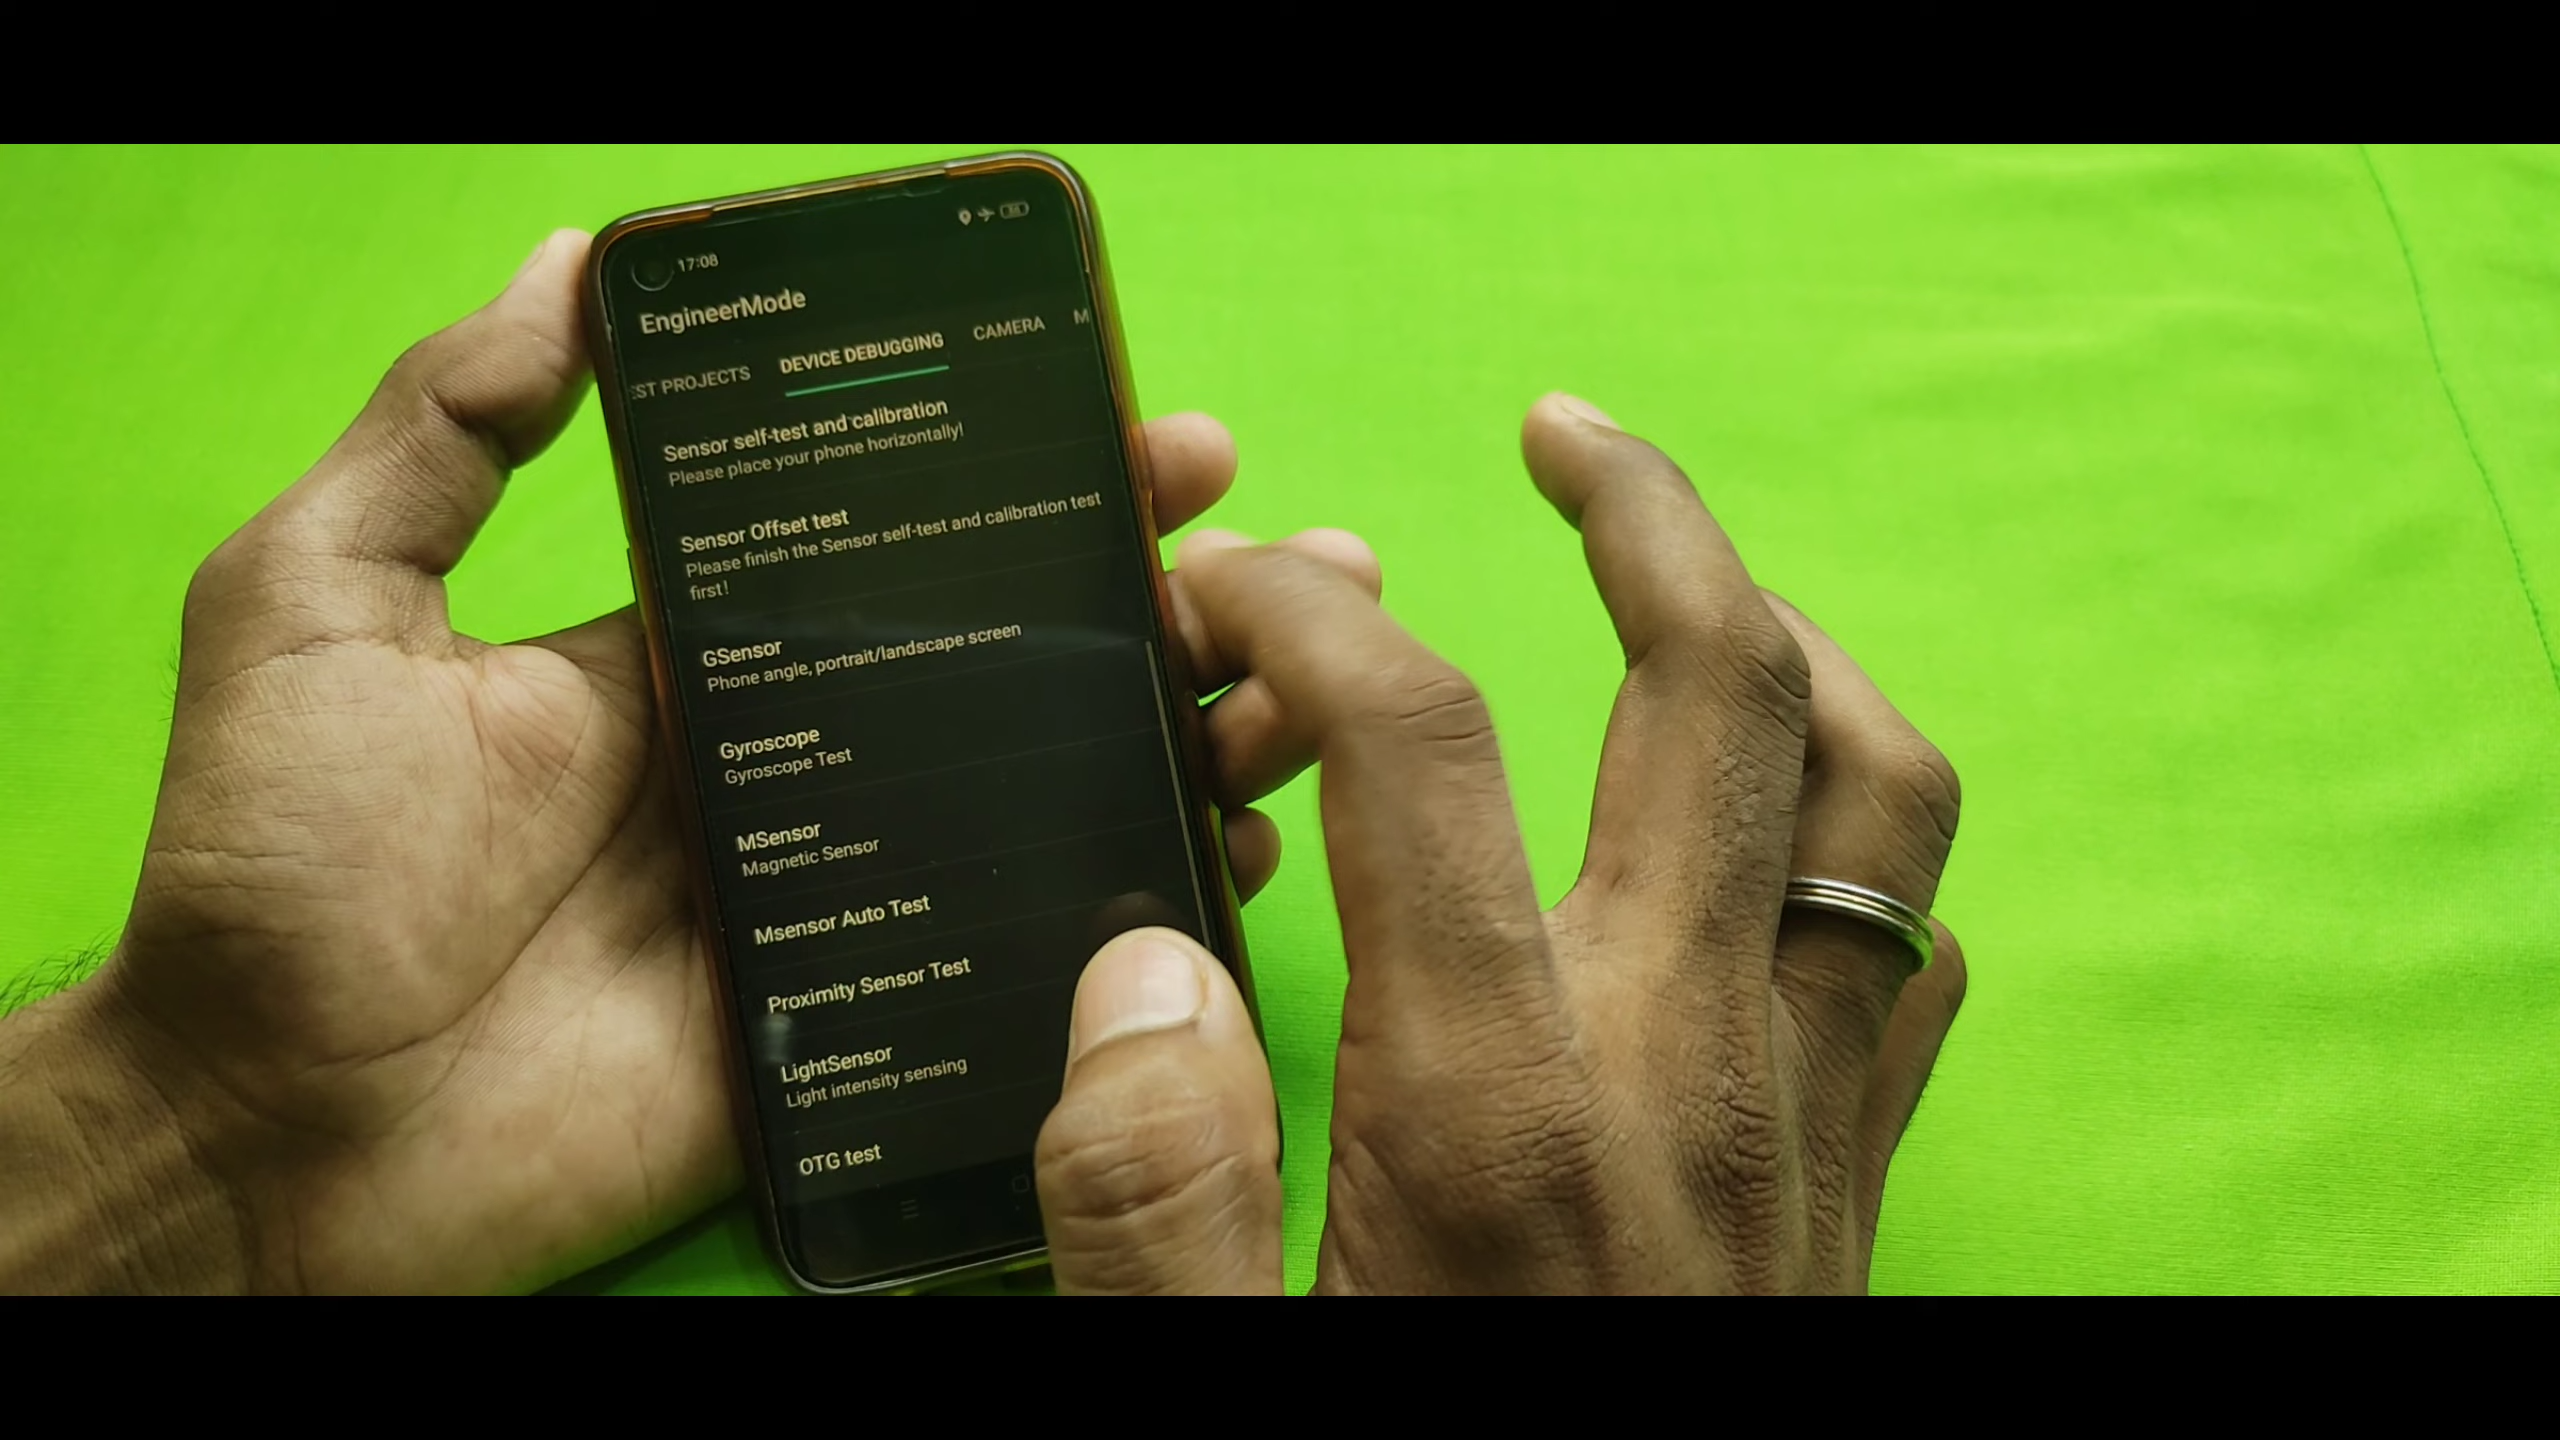 17:08
EngineerMode
EST PROJECTS DEVICE DEBUGGING CAMERA M
Sensor self-test and calibration
Please place your phone horizontally!
Sensor Offset test
Please finish the Sensor self-test and calibration test
first!
GSensor
Phone angle, portrait/landscape screen
Gyroscope
Gyroscope Test
MSensor
Magnetic Sensor
Msensor Auto Test
Proximity Sensor Test
LightSensor
Light intensity sensing
OTG test